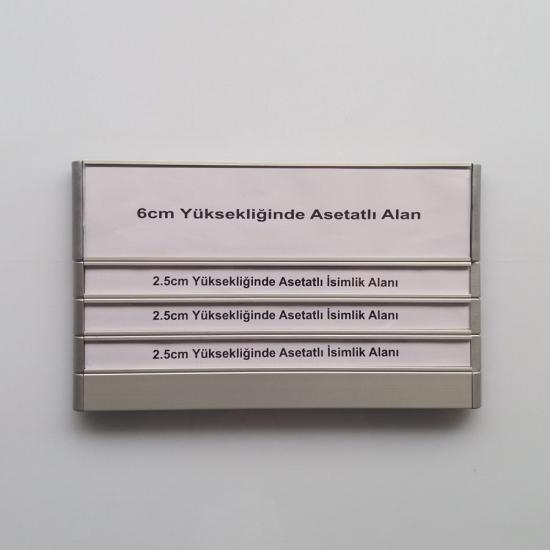 6cm Yüksekliğinde Asetatlı Alan
2.5cm Yüksekliğinde Asetatlı İsimlik Alanı
2.5cm Yüksekliğinde Asetatlı İsimlik Alanı
2.5cm Yüksekliğinde Asetatlı İsimlik Alanı